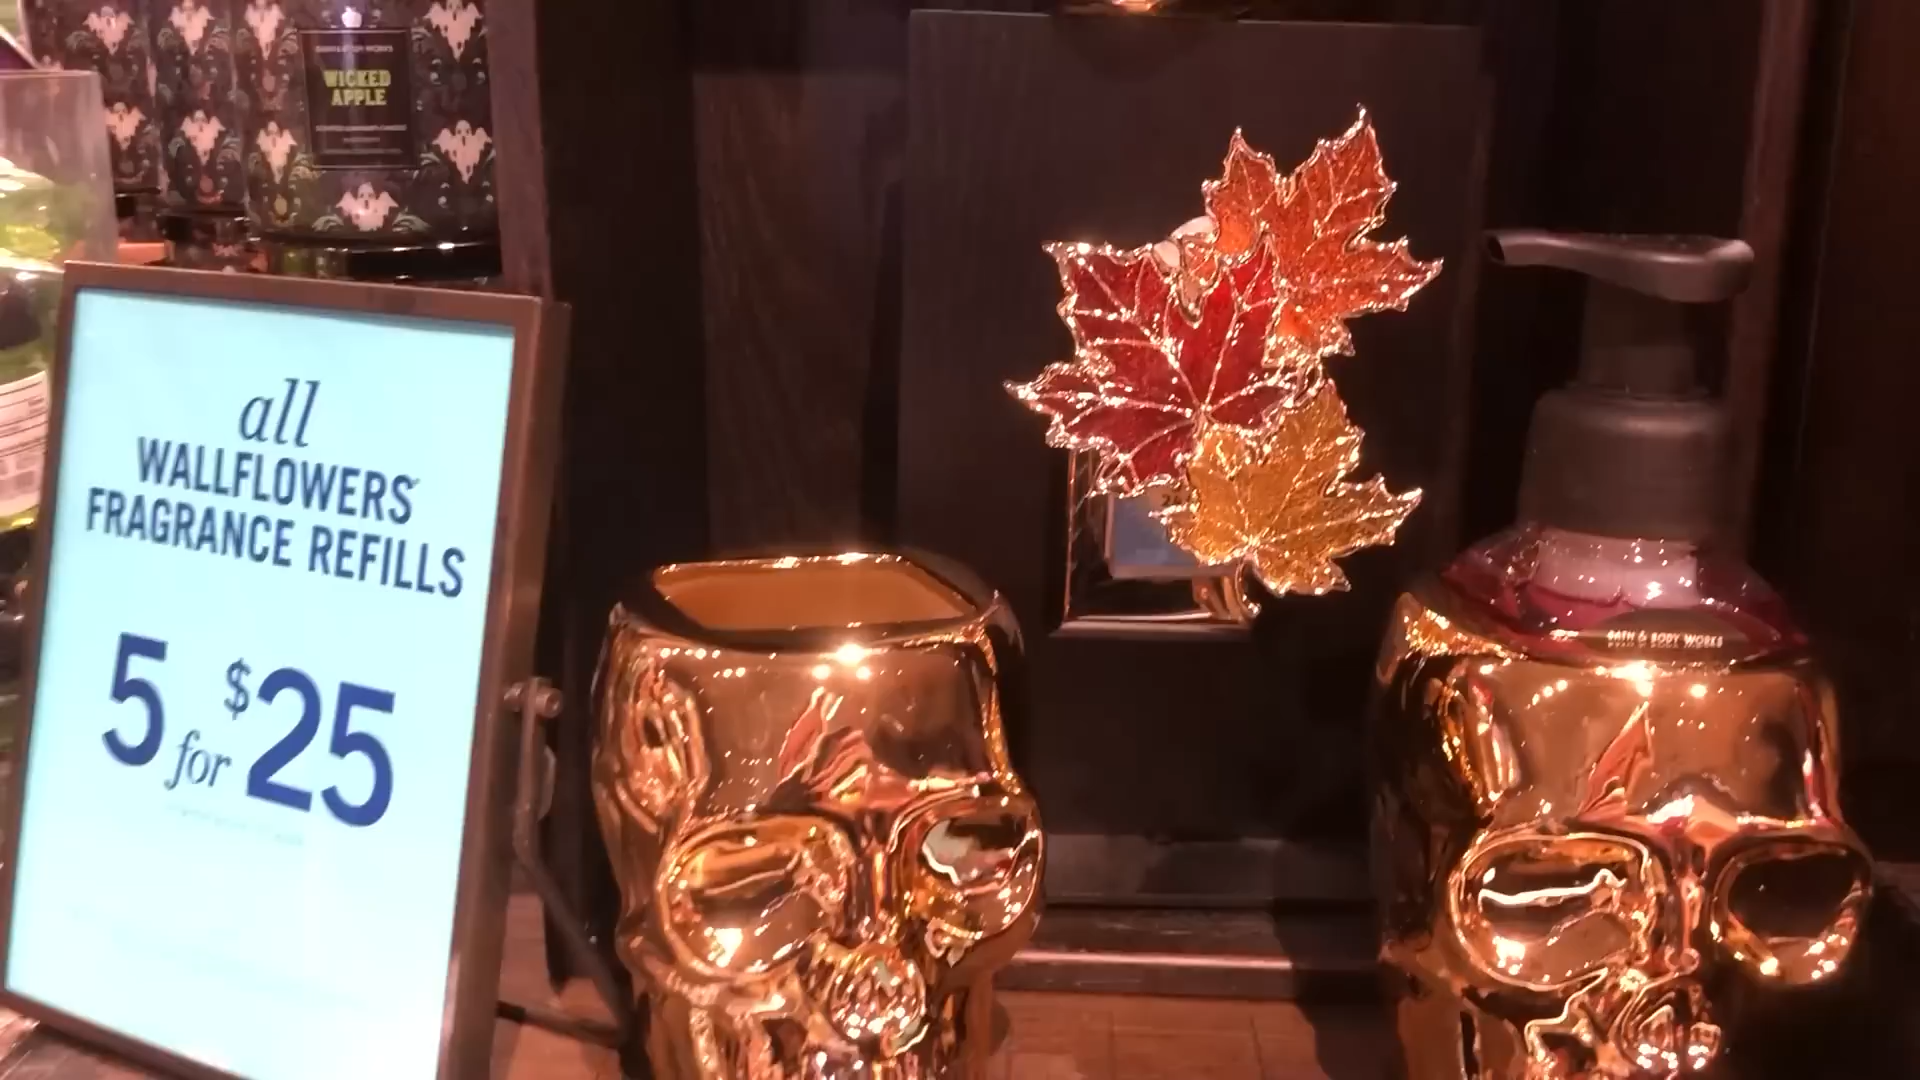 WICKED
APPLE
all
WALLFLOWERS
FRAGRANCE REFILLS
5 for $25
BATH & BODY WORKS